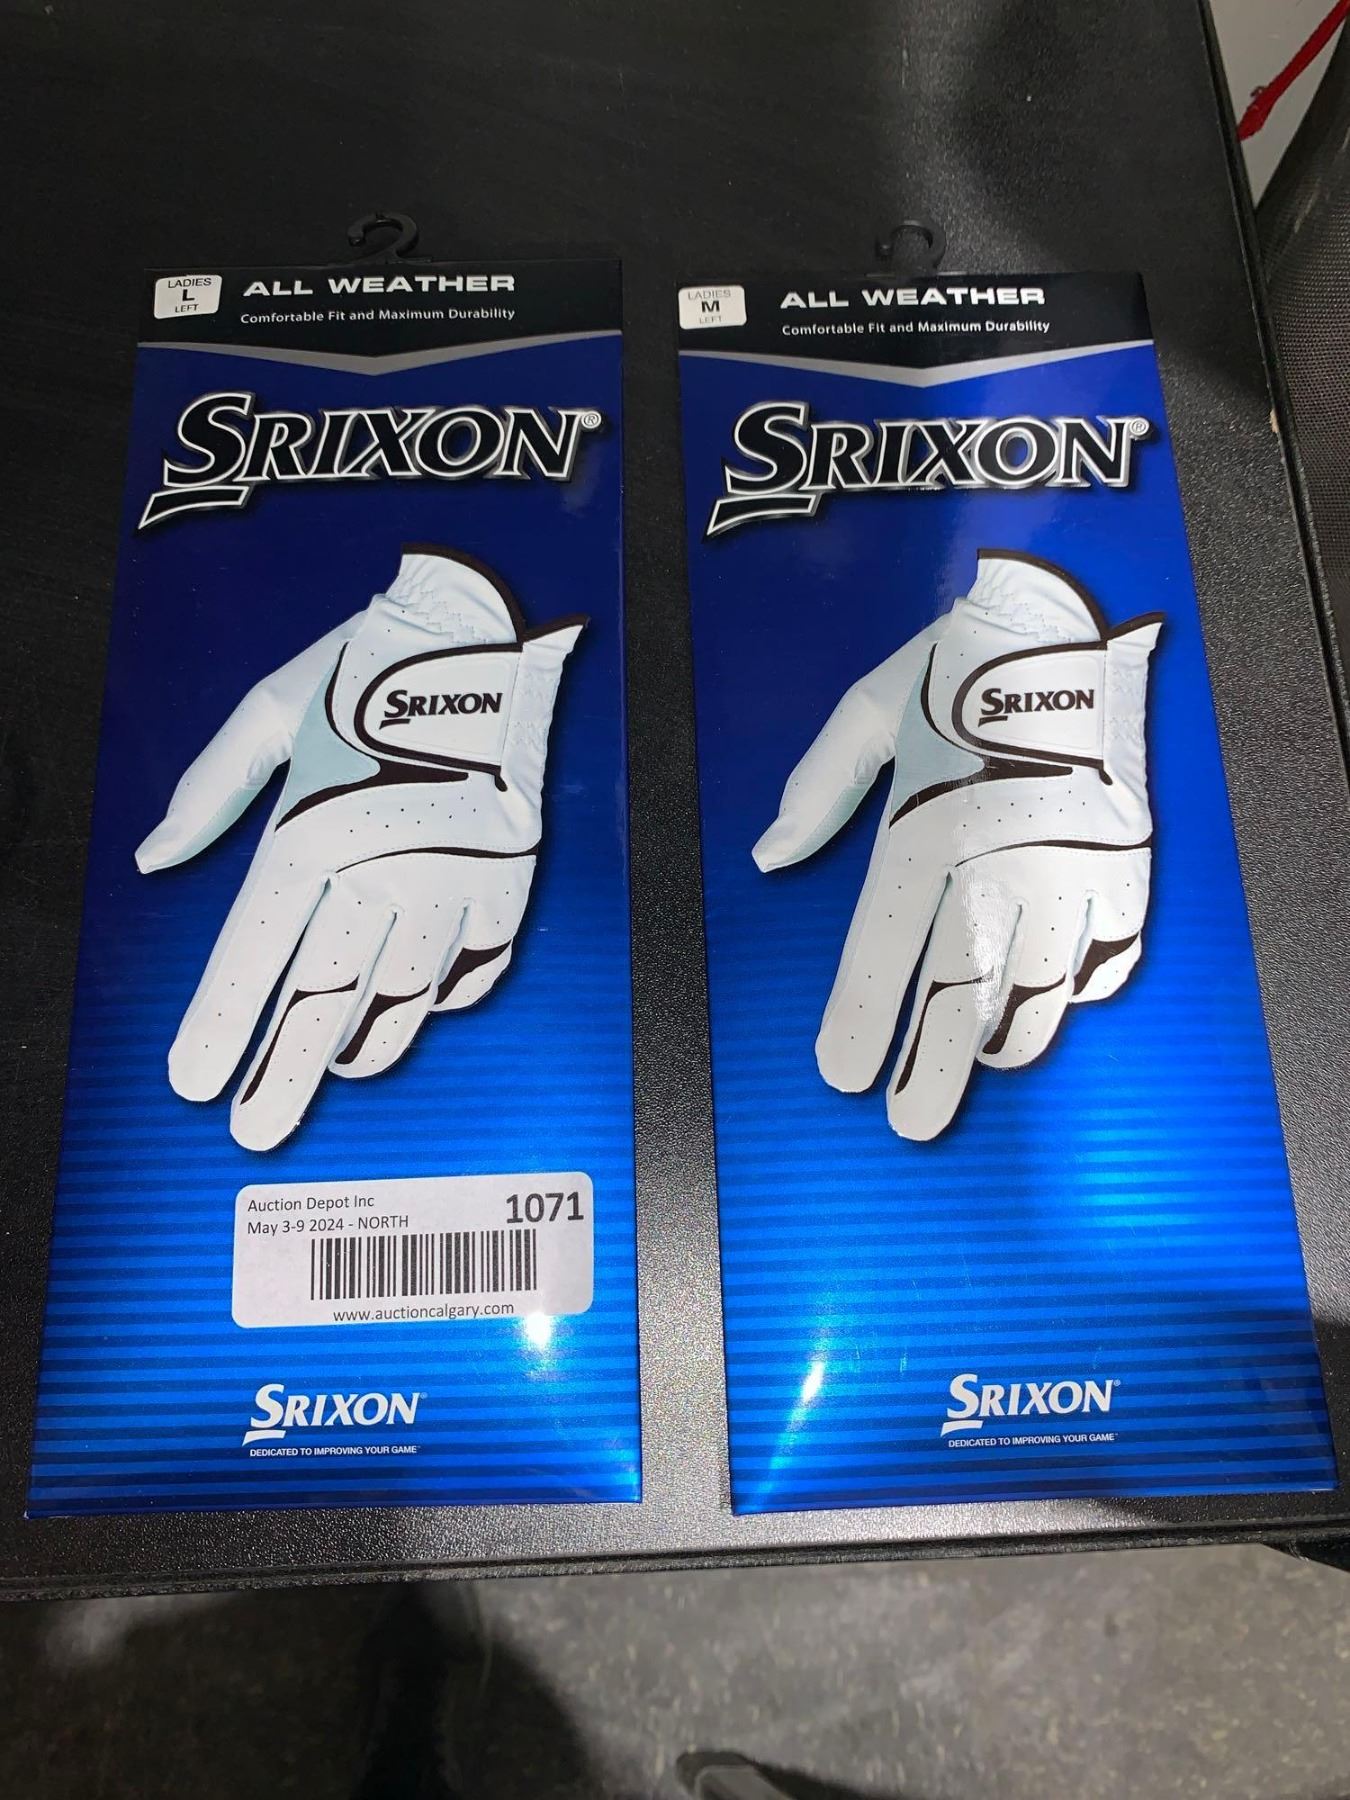 LADIES
L
LEFT
ALL WEATHER
Comfortable Fit and Maximum Durability
SRIXON®
SRIXON
Auction Depot Inc
1071
May 3-9 2024 - NORTH
www.auctioncalgary.com
SRIXON
DEDICATED TO IMPROVING YOUR GAME™
LADIES
M
LEFT
ALL WEATHER
Comfortable Fit and Maximum Durability
SRIXON®
SRIXON
SRIXON
DEDICATED TO IMPROVING YOUR GAME™